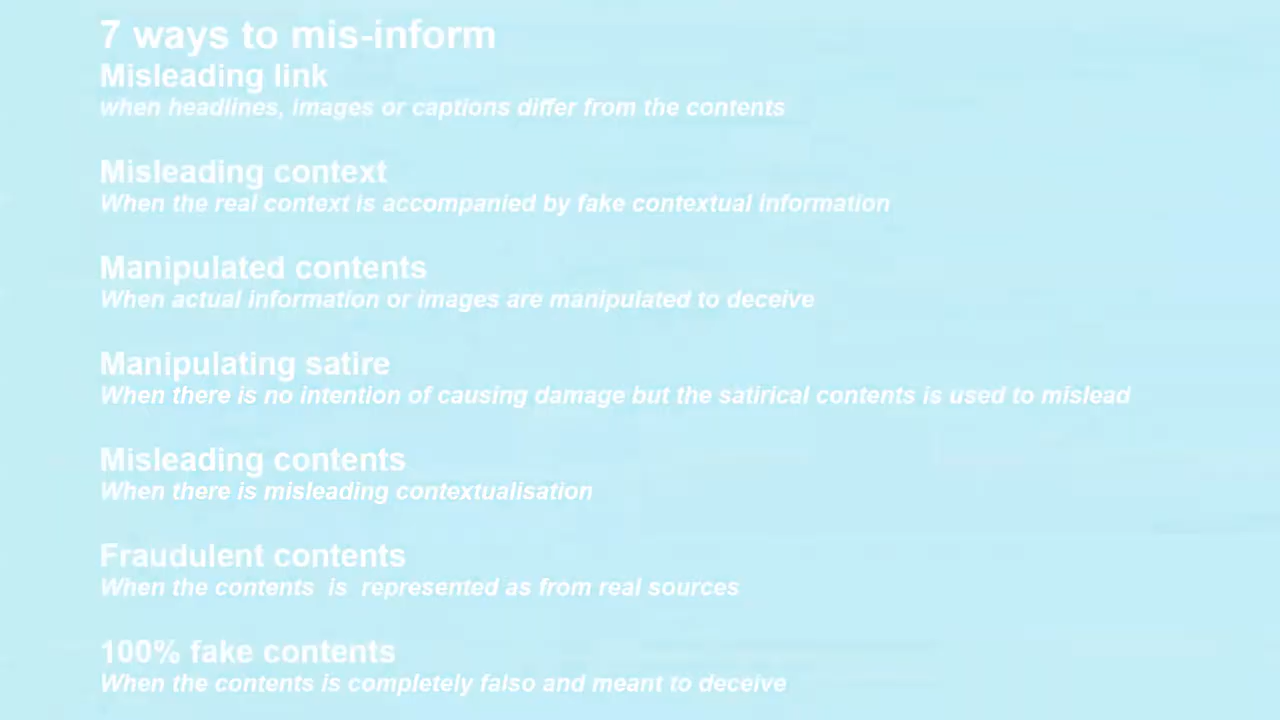 7 ways to mis-inform
Misleading link
when headlines, images or captions differ from the contents
Misleading context
When the real context is accompanied by fake contextual information
Manipulated contents
When actual information or images are manipulated to deceive
Manipulating satire
When there is no intention of causing damage but the satirical contents is used to mislead
Misleading contents
When there is misleading contextualisation
Fraudulent contents
When the contents  is  represented as from real sources
100% fake contents
When the contents is completely falso and meant to deceive